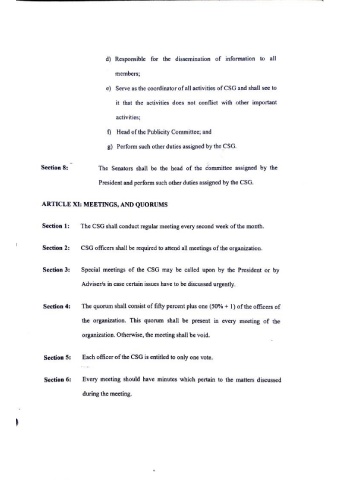 d) Responsible for the dissemination of information to all
members;
e) Serve as the coordinator of all activities of CSG and shall see to
it that the activities does not conflict with other important
activities;
f) Head of the Publicity Committee; and
g) Perform such other duties assigned by the CSG.
Section 8: The Senators shall be the head of the committee assigned by the
President and perform such other duties assigned by the CSG.
ARTICLE XI: MEETINGS, AND QUORUMS
Section 1: The CSG shall conduct regular meeting every second week of the month.
Section 2: CSG officers shall be required to attend all meetings of the organization.
Section 3: Special meetings of the CSG may be called upon by the President or by
Adviser/s in case certain issues have to be discussed urgently.
Section 4: The quorum shall consist of fifty percent plus one (50% + 1) of the officers of
the organization. This quorum shall be present in every meeting of the
organization. Otherwise, the meeting shall be void.
Section 5: Each officer of the CSG is entitled to only one vote.
Section 6: Every meeting should have minutes which pertain to the matters discussed
during the meeting.